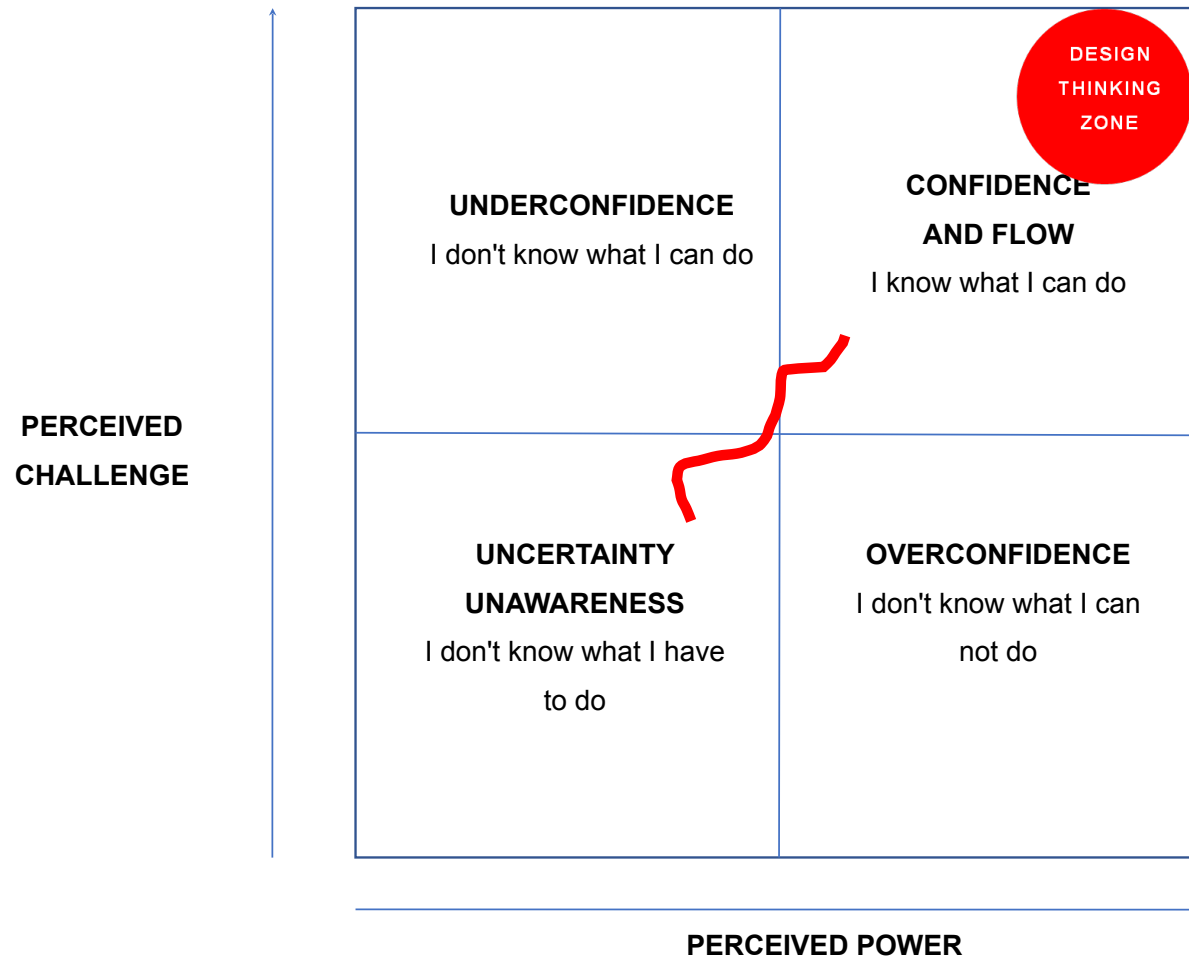 DESIGN
THINKING
ZONE
UNDERCONFIDENCE
I don't know what I can do
CONFIDENCE
AND FLOW
I know what I can do
PERCEIVED
CHALLENGE
UNCERTAINTY
UNAWARENESS
I don't know what I have
to do
OVERCONFIDENCE
I don't know what I can
not do
PERCEIVED POWER